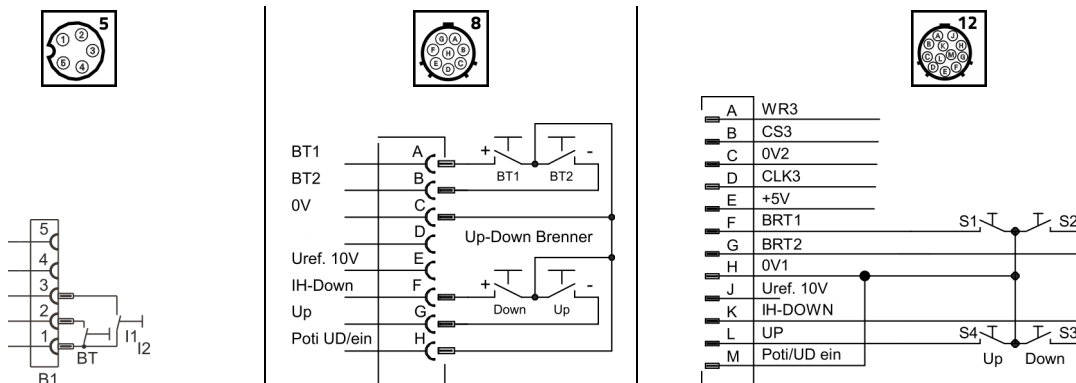 5
1
2
3
5
4
5
4
3
2
1
BT
I1
I2
B1
8
G A
F H B
E D C
BT1 A
BT2 B
0V C
D
Uref. 10V E
IH-Down F
Up G
Poti UD/ein H
+ -
BT1 BT2
Up-Down Brenner
+ -
Down Up
12
A J
B K H
C L M G
D E F
A WR3
B CS3
C 0V2
D CLK3
E +5V
F BRT1 S1 S2
G BRT2
H 0V1
J Uref. 10V
K IH-DOWN
L UP S4 S3
M Poti/UD ein Up Down